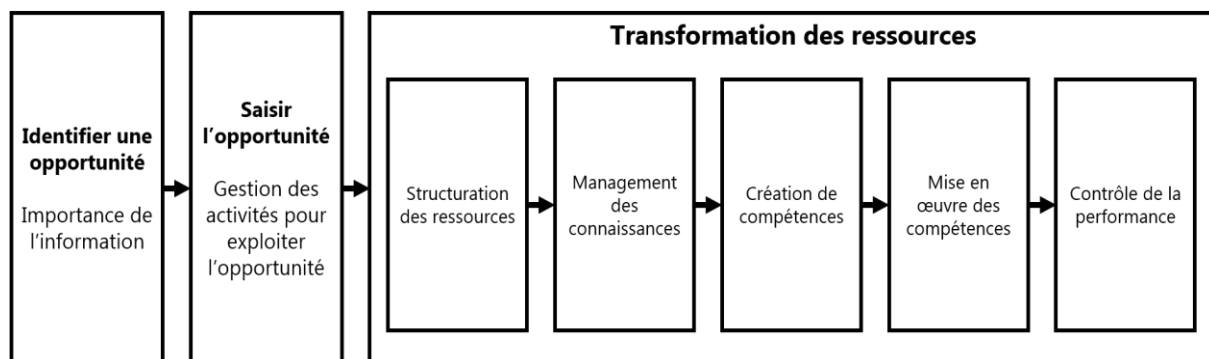 Transformation des ressources
Identifier une
opportunité
Importance de
l'information
Saisir
l'opportunité
Gestion des
activités pour
exploiter
l'opportunité
Structuration
des ressources
Management
des
connaissances
Création de
compétences
Mise en
œuvre des
compétences
Contrôle de la
performance